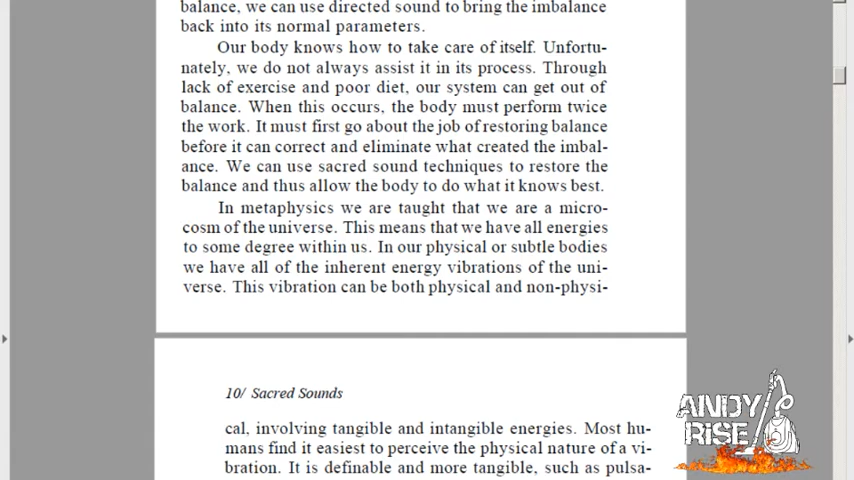 balance, we can use directed sound to bring the imbalance
back into its normal parameters.
Our body knows how to take care of itself. Unfortu-
nately, we do not always assist it in its process. Through
lack of exercise and poor diet, our system can get out of
balance. When this occurs, the body must perform twice
the work. It must first go about the job of restoring balance
before it can correct and eliminate what created the imbal-
ance. We can use sacred sound techniques to restore the
balance and thus allow the body to do what it knows best.
In metaphysics we are taught that we are a micro-
cosm of the universe. This means that we have all energies
to some degree within us. In our physical or subtle bodies
we have all of the inherent energy vibrations of the uni-
verse. This vibration can be both physical and non-physi-
10/ Sacred Sounds
cal, involving tangible and intangible energies. Most hu-
mans find it easiest to perceive the physical nature of a vi-
bration. It is definable and more tangible, such as pulsa-
ANDY
RISE